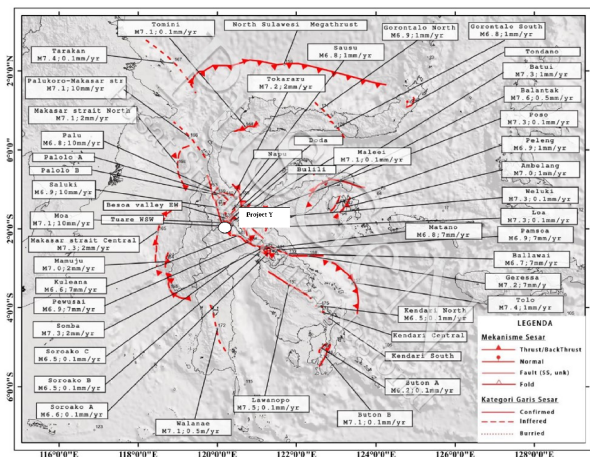 Tomini
M7.1;0.1mm/yr
North Sulawesi Megathrust
Gorontalo North
M6.9;1mm/yr
Gorontalo South
M6.8;1mm/yr
Tarakan
M7.4;0.1mm/yr
Sausu
M6.8;1mm/yr
Tondano
Palukoro-Makasar str
M7.1;10mm/yr
Tokararu
M7.2;2mm/yr
Batui
M7.3;1mm/yr
Makasar strait North
M7.1;2mm/yr
Balantak
M7.6;0.5mm/yr
Palu
M6.8;10mm/yr
Doda
Poso
M7.3;0.1mm/yr
Palolo A
Napu
Maleei
M7.1;0.1mm/yr
Peleng
M6.9;1mm/yr
Palolo B
Bulili
Ambelang
M7.0;1mm/yr
Saluki
M6.9;10mm/yr
Weluki
M7.3;0.1mm/yr
Besoa valley EW
Project Y
Loa
M7.3;0.1mm/yr
Moa
M7.1;10mm/yr
Tuare WSW
Matano
M6.8;7mm/yr
Pamsoa
M6.9;7mm/yr
Makassar strait Central
M7.3;2mm/yr
Ballawai
M6.7;7mm/yr
Mamuju
M7.0;2mm/yr
Geressa
M7.2;7mm/yr
Kuleana
M6.6;7mm/yr
Tolo
M7.4;1mm/yr
Pewusai
M6.9;7mm/yr
Kendari North
M6.5;0.1mm/yr
Somba
M7.3;2mm/yr
Kendari Central
Soroako C
M6.5;0.1mm/yr
Kendari South
Soroako B
M6.5;0.1mm/yr
Buton A
M6.2;0.1mm/yr
Soroako A
M6.6;0.1mm/yr
Lawanopo
M7.5;0.1mm/yr
Walanae
M7.1;0.5m/yr
Buton B
M7.1;0.1mm/yr
LEGENDA
Mekanisme Sesar
Thrust/BackThrust
Normal
Fault (SS, unk)
Fold
Kategori Garis Sesar
Confirmed
Inffered
Burried
2°0'0"N
0°0'0"
2°0'0"S
4°0'0"S
6°0'0"S
116°0'0"E
118°0'0"E
120°0'0"E
122°0'0"E
124°0'0"E
126°0'0"E
128°0'0"E